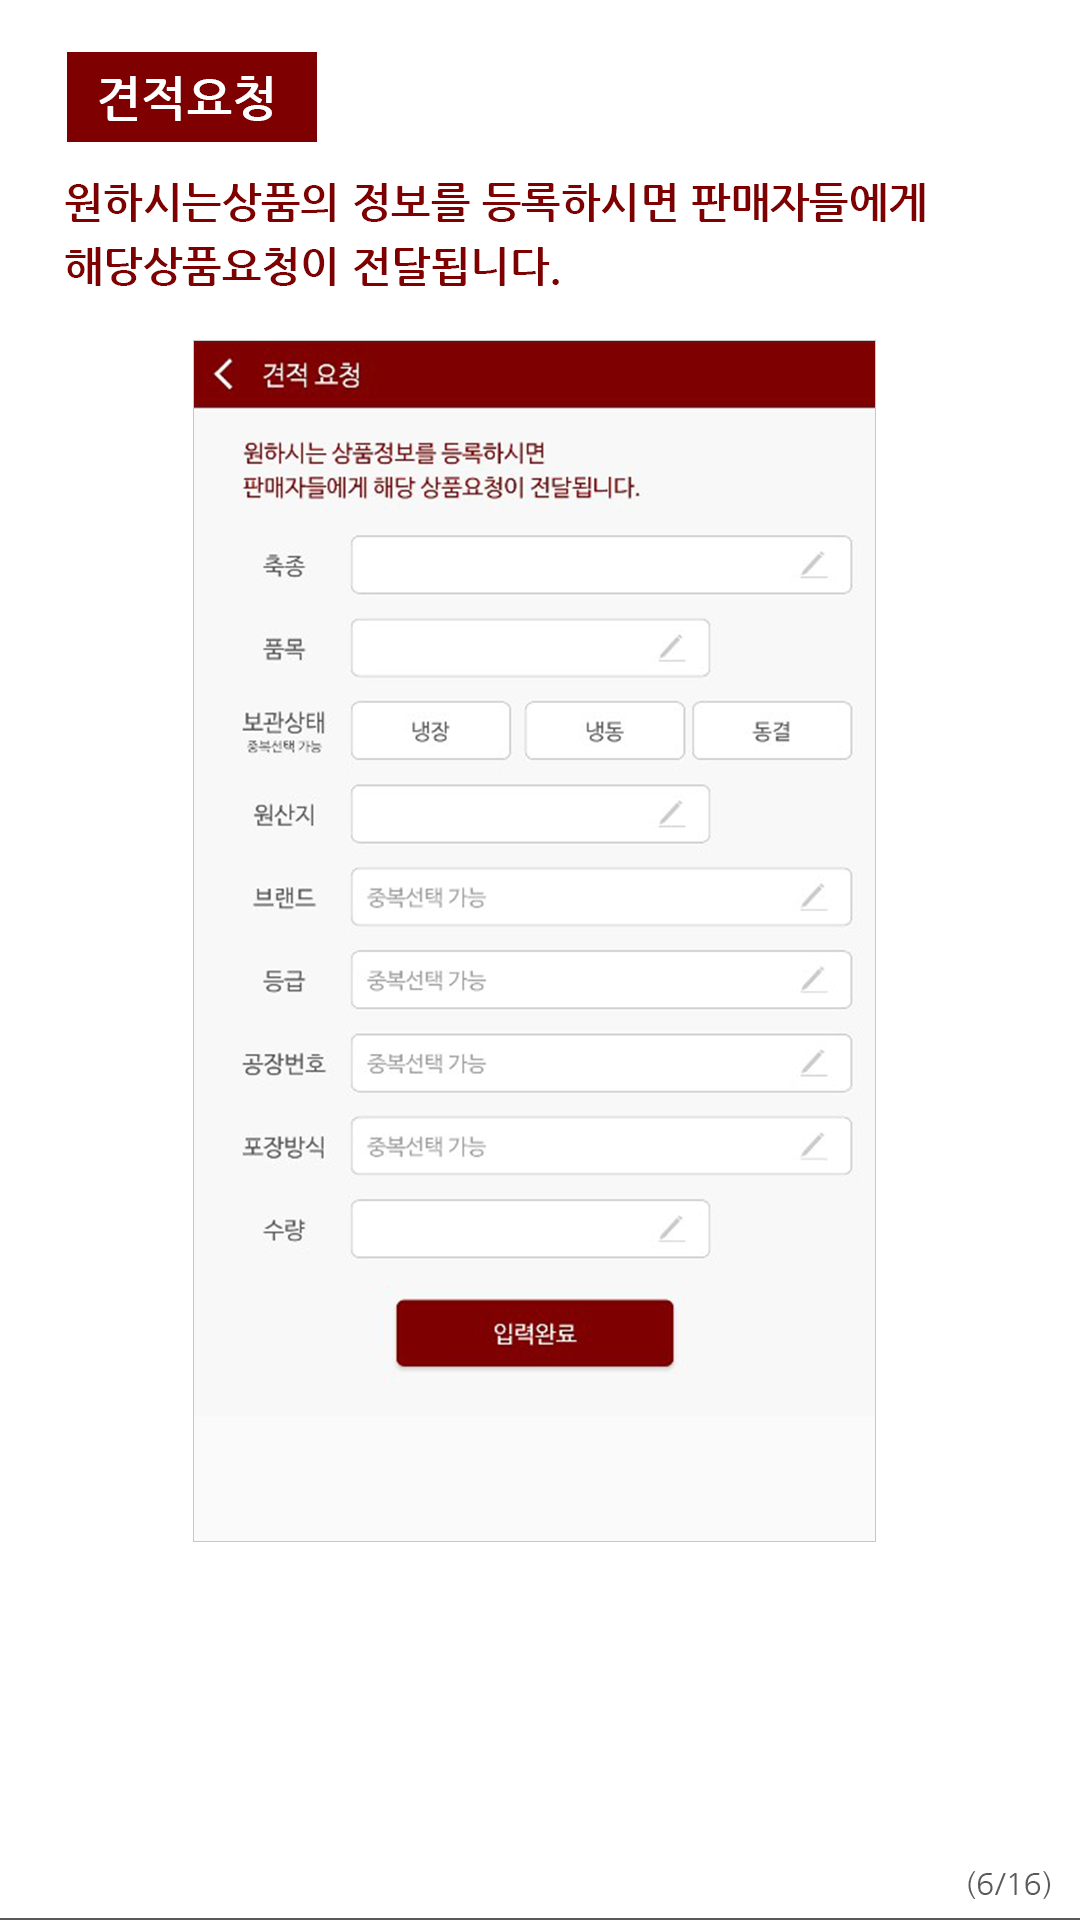 견적요청
원하시는상품의 정보를 등록하시면 판매자들에게
해당상품요청이 전달됩니다.
견적 요청
원하시는 상품정보를 등록하시면
판매자들에게 해당 상품요청이 전달됩니다.
축종
품목
보관상태 냉장 냉동 동결
중복선택 가능
원산지
브랜드 중복선택 가능
등급 중복선택 가능
공장번호 중복선택 가능
포장방식 중복선택 가능
수량
입력완료
(6/16)